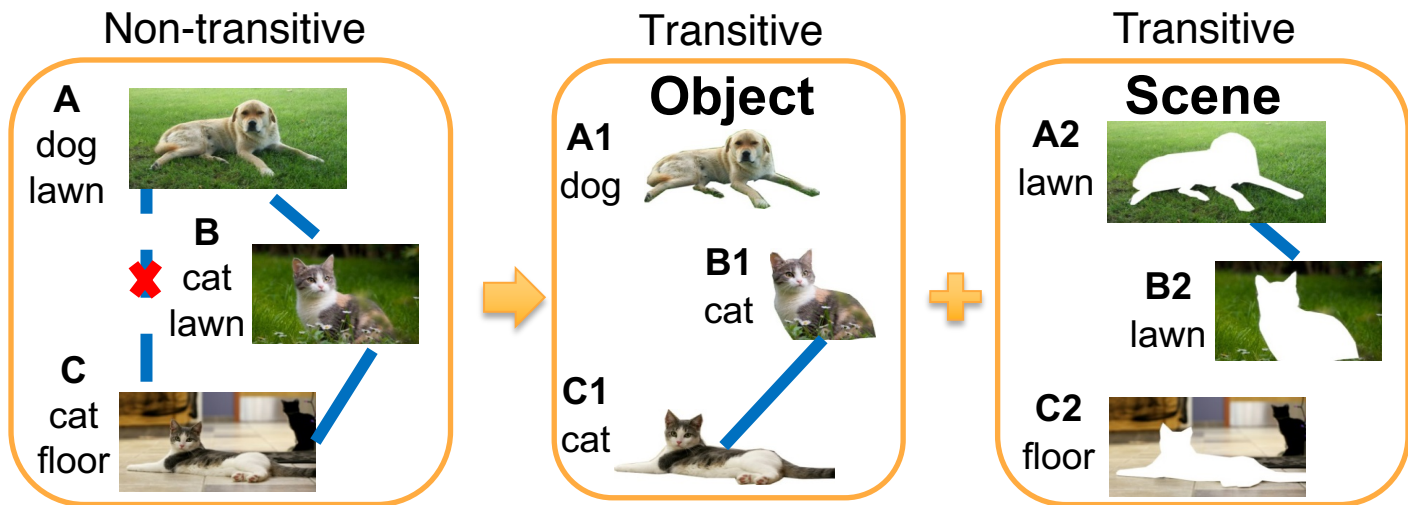 Non-transitive
A
dog
lawn
B
cat
lawn
C
cat
floor
Transitive
Object
A1
dog
B1
cat
C1
cat
Transitive
Scene
A2
lawn
B2
lawn
C2
floor